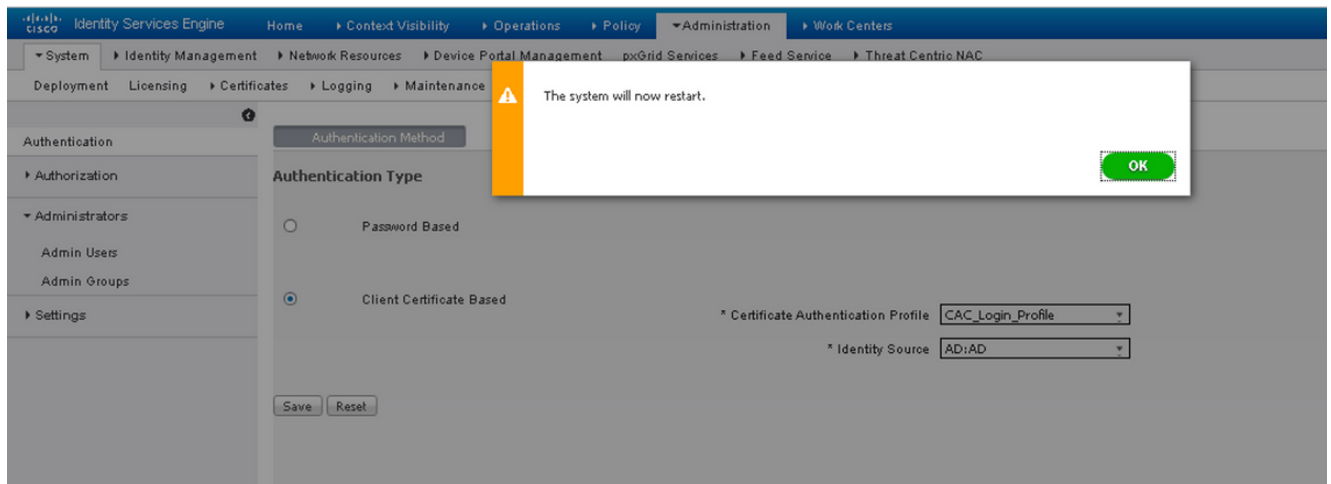 cisco Identity Services Engine Home Context Visibility Operations Policy Administration Work Centers
System Identity Management Network Resources Device Portal Management pxGrid Services Feed Service Threat Centric NAC
Deployment Licensing Certificates Logging Maintenance
The system will now restart.
OK
Authentication
Authorization
Administrators
Admin Users
Admin Groups
Settings
Authentication Method
Authentication Type
Password Based
Client Certificate Based
* Certificate Authentication Profile CAC_Login_Profile
* Identity Source AD:AD
Save Reset